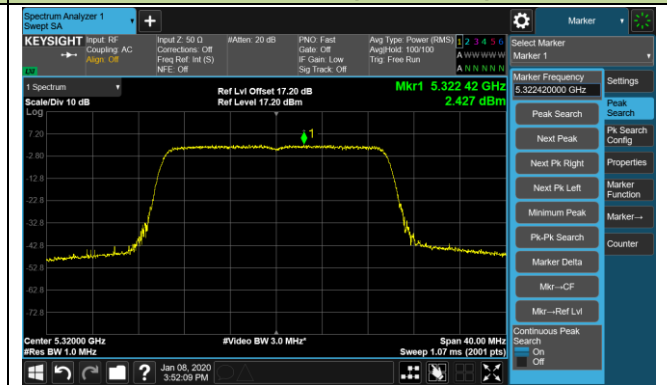 Spectrum Analyzer 1
Swept SA
+
Marker
KEYSIGHT
Input: RF
Coupling: AC
Align: Off
Input Z: 50 Ω
Corrections: Off
Freq Ref: Int (S)
NFE: Off
#Atten: 20 dB
PNO: Fast
Gate: Off
IF Gain: Low
Sig Track: Off
Avg Type: Power (RMS)
Avg|Hold: 100/100
Trig: Free Run
1 2 3 4 5 6
A W W W W W
A N N N N N
Select Marker
Marker 1
1 Spectrum
Scale/Div 10 dB
Ref Lvl Offset 17.20 dB
Ref Level 17.20 dBm
Mkr1 5.322 42 GHz
2.427 dBm
1
7.20
-2.80
-12.8
-22.8
-32.8
-42.8
-52.8
-62.8
-72.8
Center 5.32000 GHz
#Res BW 1.0 MHz
#Video BW 3.0 MHz*
Span 40.00 MHz
Sweep 1.07 ms (2001 pts)
Marker Frequency
5.322420000 GHz
Peak Search
Next Peak
Next Pk Right
Next Pk Left
Minimum Peak
Pk-Pk Search
Marker Delta
Mkr→CF
Mkr→Ref Lvl
Continuous Peak
Search
On
Off
Settings
Peak
Search
Pk Search
Config
Properties
Marker
Function
Marker→
Counter
?
Jan 08, 2020
3:52:09 PM